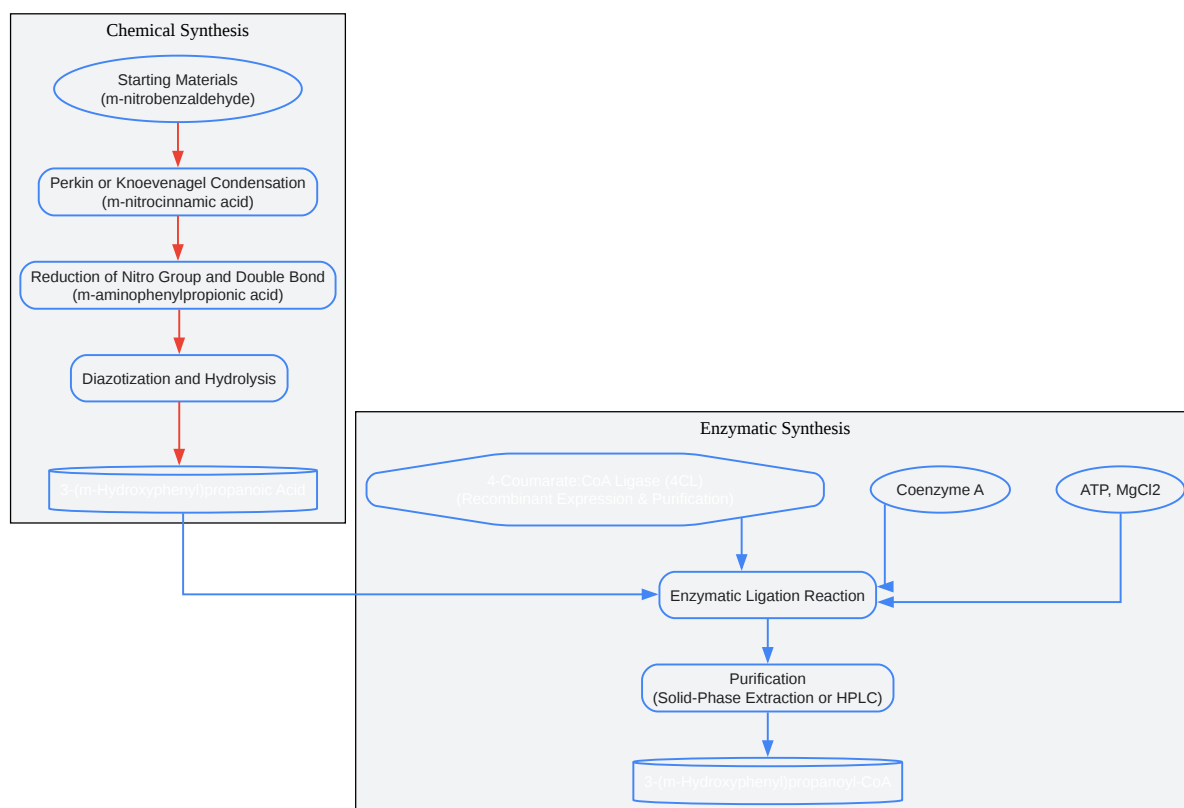 Chemical Synthesis
Starting Materials
(m-nitrobenzaldehyde)
Perkin or Knoevenagel Condensation
(m-nitrocinnamic acid)
Reduction of Nitro Group and Double Bond
(m-aminophenylpropionic acid)
Diazotization and Hydrolysis
3-(m-Hydroxyphenyl)propanoic Acid
Enzymatic Synthesis
4-Coumarate:CoA Ligase (4CL)
(Recombinant Expression & Purification)
Coenzyme A
ATP, MgCl2
Enzymatic Ligation Reaction
Purification
(Solid-Phase Extraction or HPLC)
3-(m-Hydroxyphenyl)propanoyl-CoA